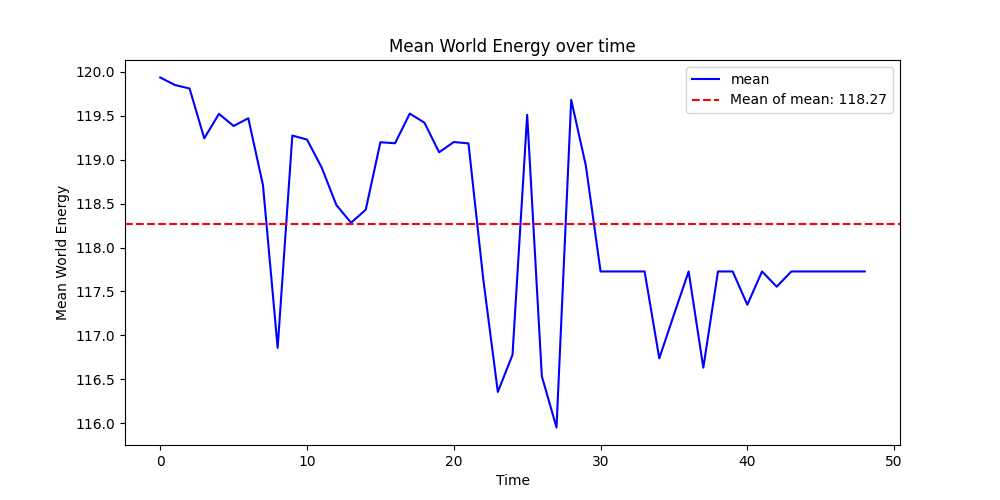 Mean World Energy over time
mean
Mean of mean: 118.27
Mean World Energy
120.0
119.5
119.0
118.5
118.0
117.5
117.0
116.5
116.0
0 10 20 30 40 50
Time